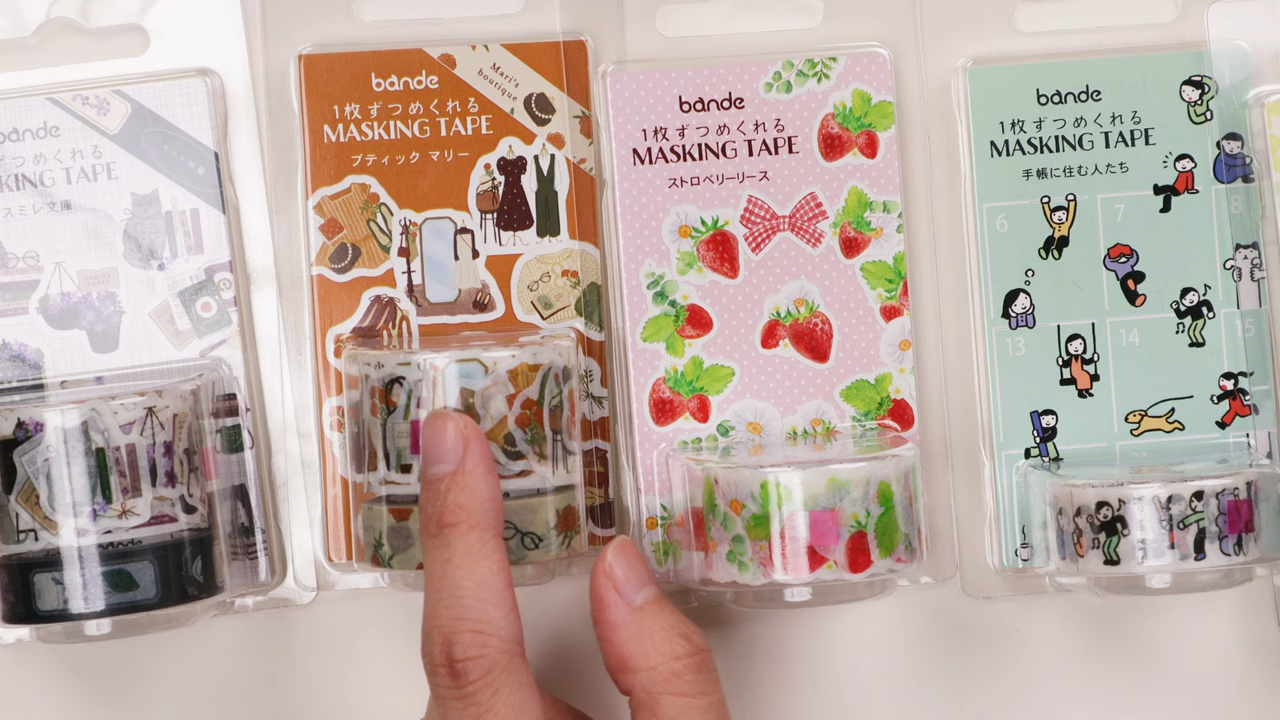 bande
ずつめくれる
KING TAPE
スミレ文庫
bande
1枚ずつめくれる
MASKING TAPE
ブティック マリー
Mari's
boutique
bande
1枚ずつめくれる
MASKING TAPE
ストロベリーリース
bande
1枚ずつめくれる
MASKING TAPE
手帳に住む人たち
6
7
8
13
14
15